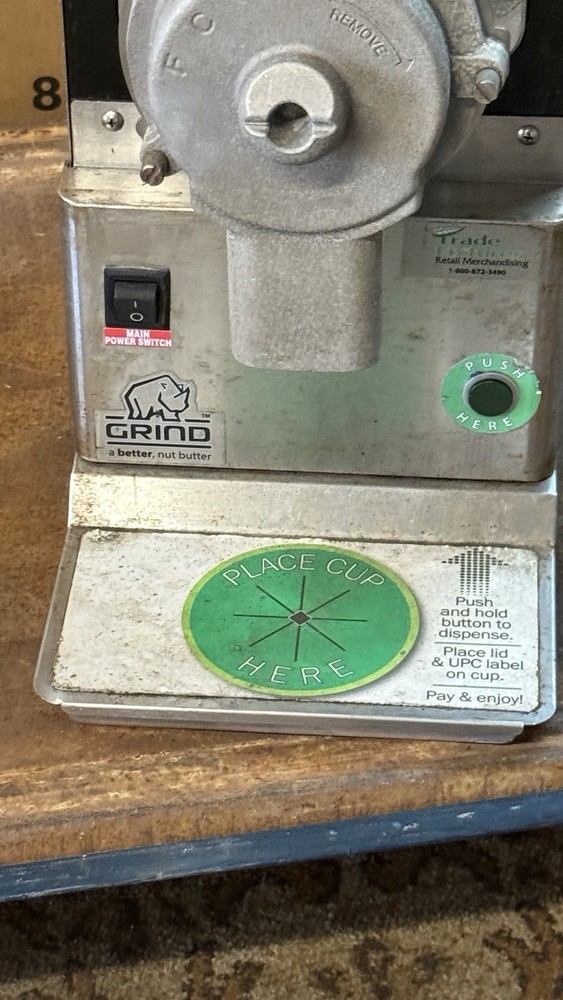 F C
REMOVE
8
Trade
Retail Merchandising
1-800-872-3490
I
O
MAIN
POWER SWITCH
PUSH
HERE
GRIND™
a better, nut butter
PLACE CUP
HERE
Push
and hold
button to
dispense.
Place lid
& UPC label
on cup.
Pay & enjoy!